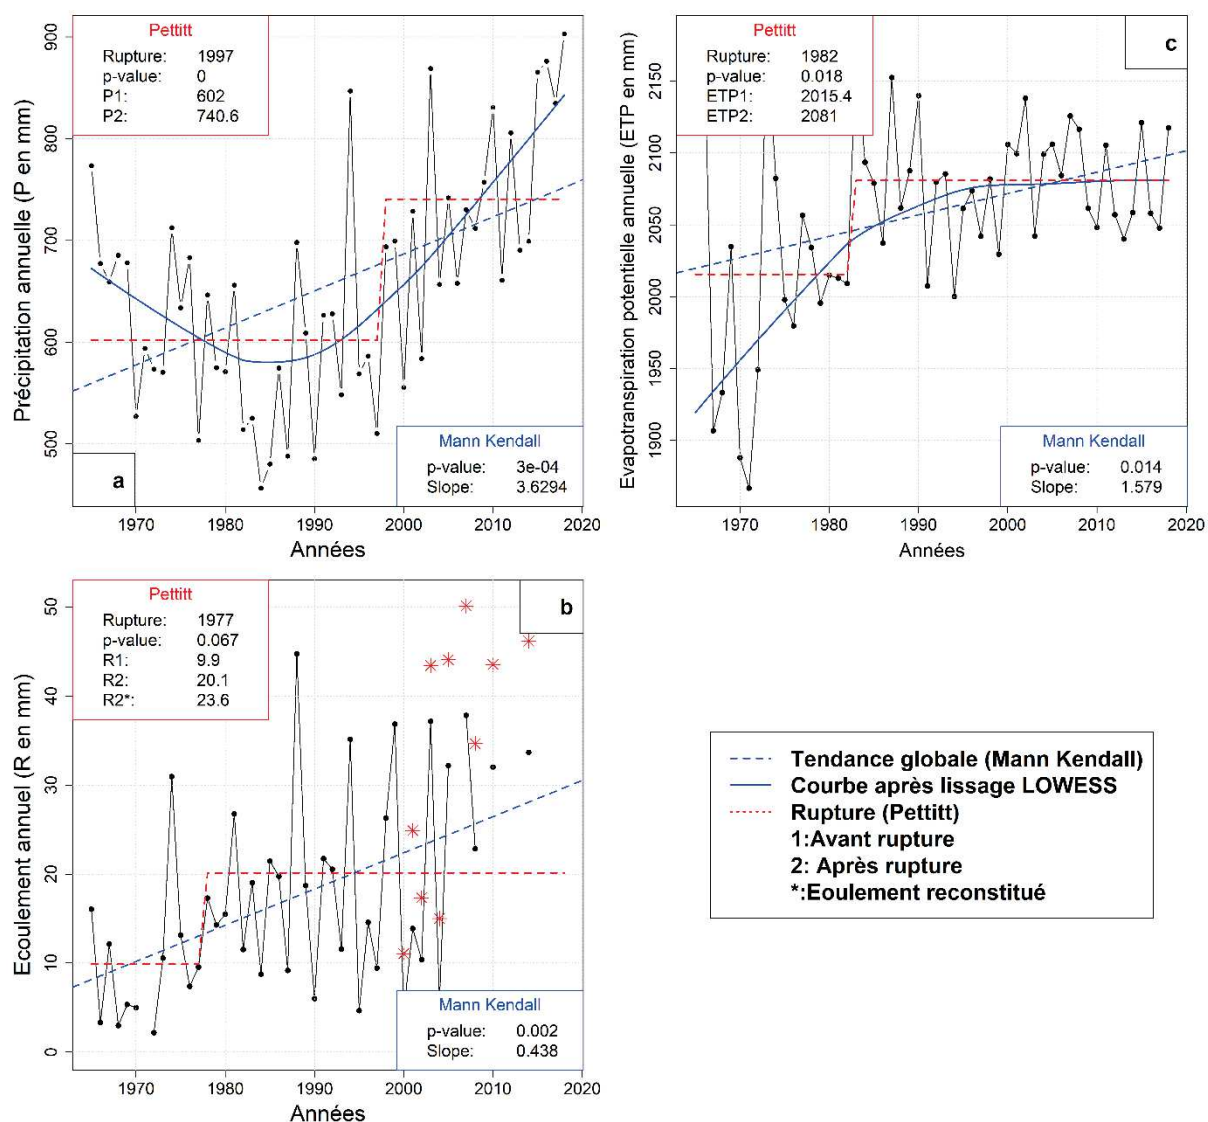 Pettitt
Rupture: 1997
p-value: 0
P1: 602
P2: 740.6
Précipitation annuelle (P en mm)
900
800
700
600
500
Mann Kendall
p-value: 3e-04
Slope: 3.6294
a
1970 1980 1990 2000 2010 2020
Années
Pettitt
Rupture: 1982
p-value: 0.018
ETP1: 2015.4
ETP2: 2081
c
Evapotranspiration potentielle annuelle (ETP en mm)
2150
2100
2050
2000
1950
1900
Mann Kendall
p-value: 0.014
Slope: 1.579
1970 1980 1990 2000 2010 2020
Années
Pettitt
Rupture: 1977
p-value: 0.067
R1: 9.9
R2: 20.1
R2*: 23.6
b
Ecoulement annuel (R en mm)
50
40
30
20
10
0
Mann Kendall
p-value: 0.002
Slope: 0.438
1970 1980 1990 2000 2010 2020
Années
Tendance globale (Mann Kendall)
Courbe après lissage LOWESS
Rupture (Pettitt)
1:Avant rupture
2: Après rupture
*:Eoulement reconstitué